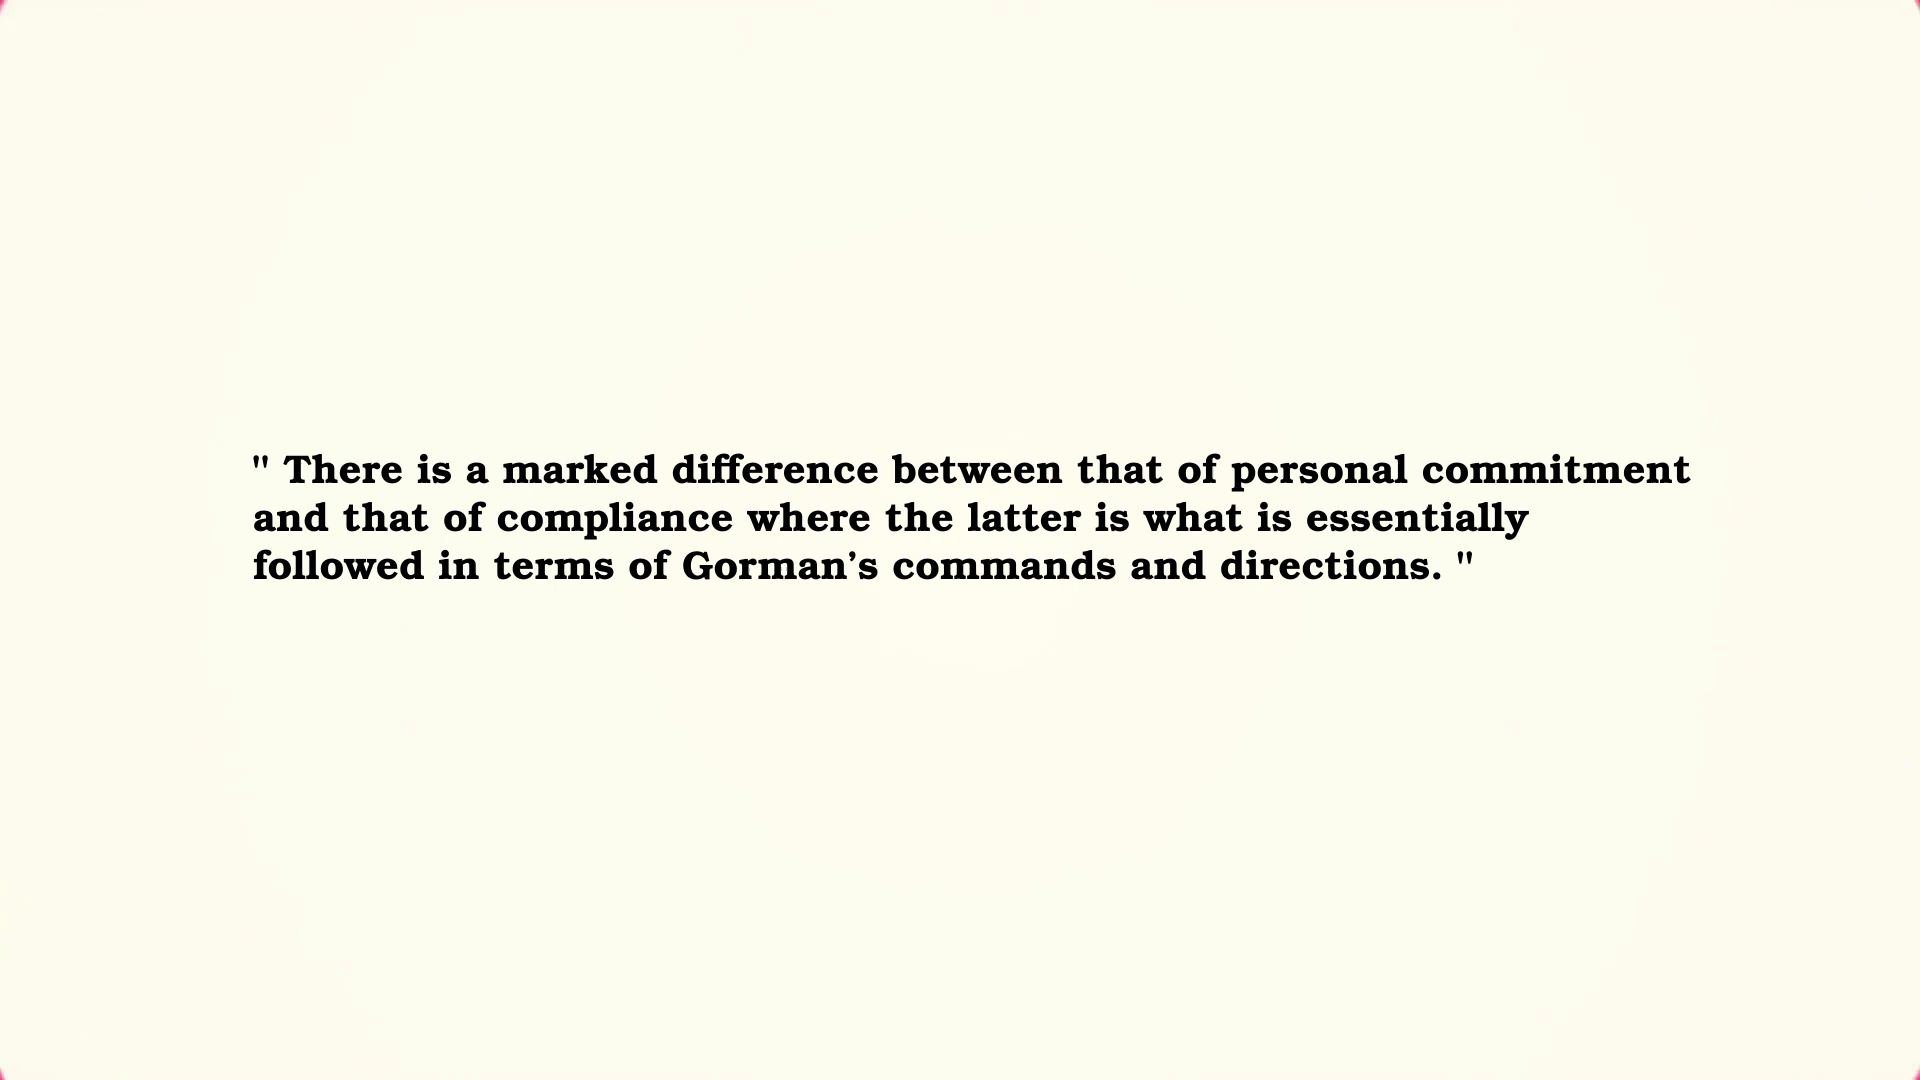 " There is a marked difference between that of personal commitment
and that of compliance where the latter is what is essentially
followed in terms of Gorman’s commands and directions. "